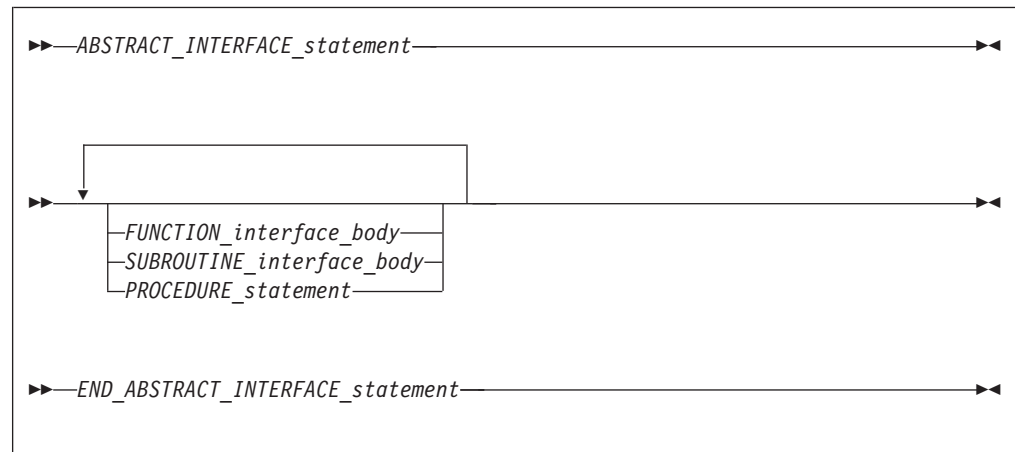 ABSTRACT_INTERFACE_statement
FUNCTION_interface_body
SUBROUTINE_interface_body
PROCEDURE_statement
END_ABSTRACT_INTERFACE_statement